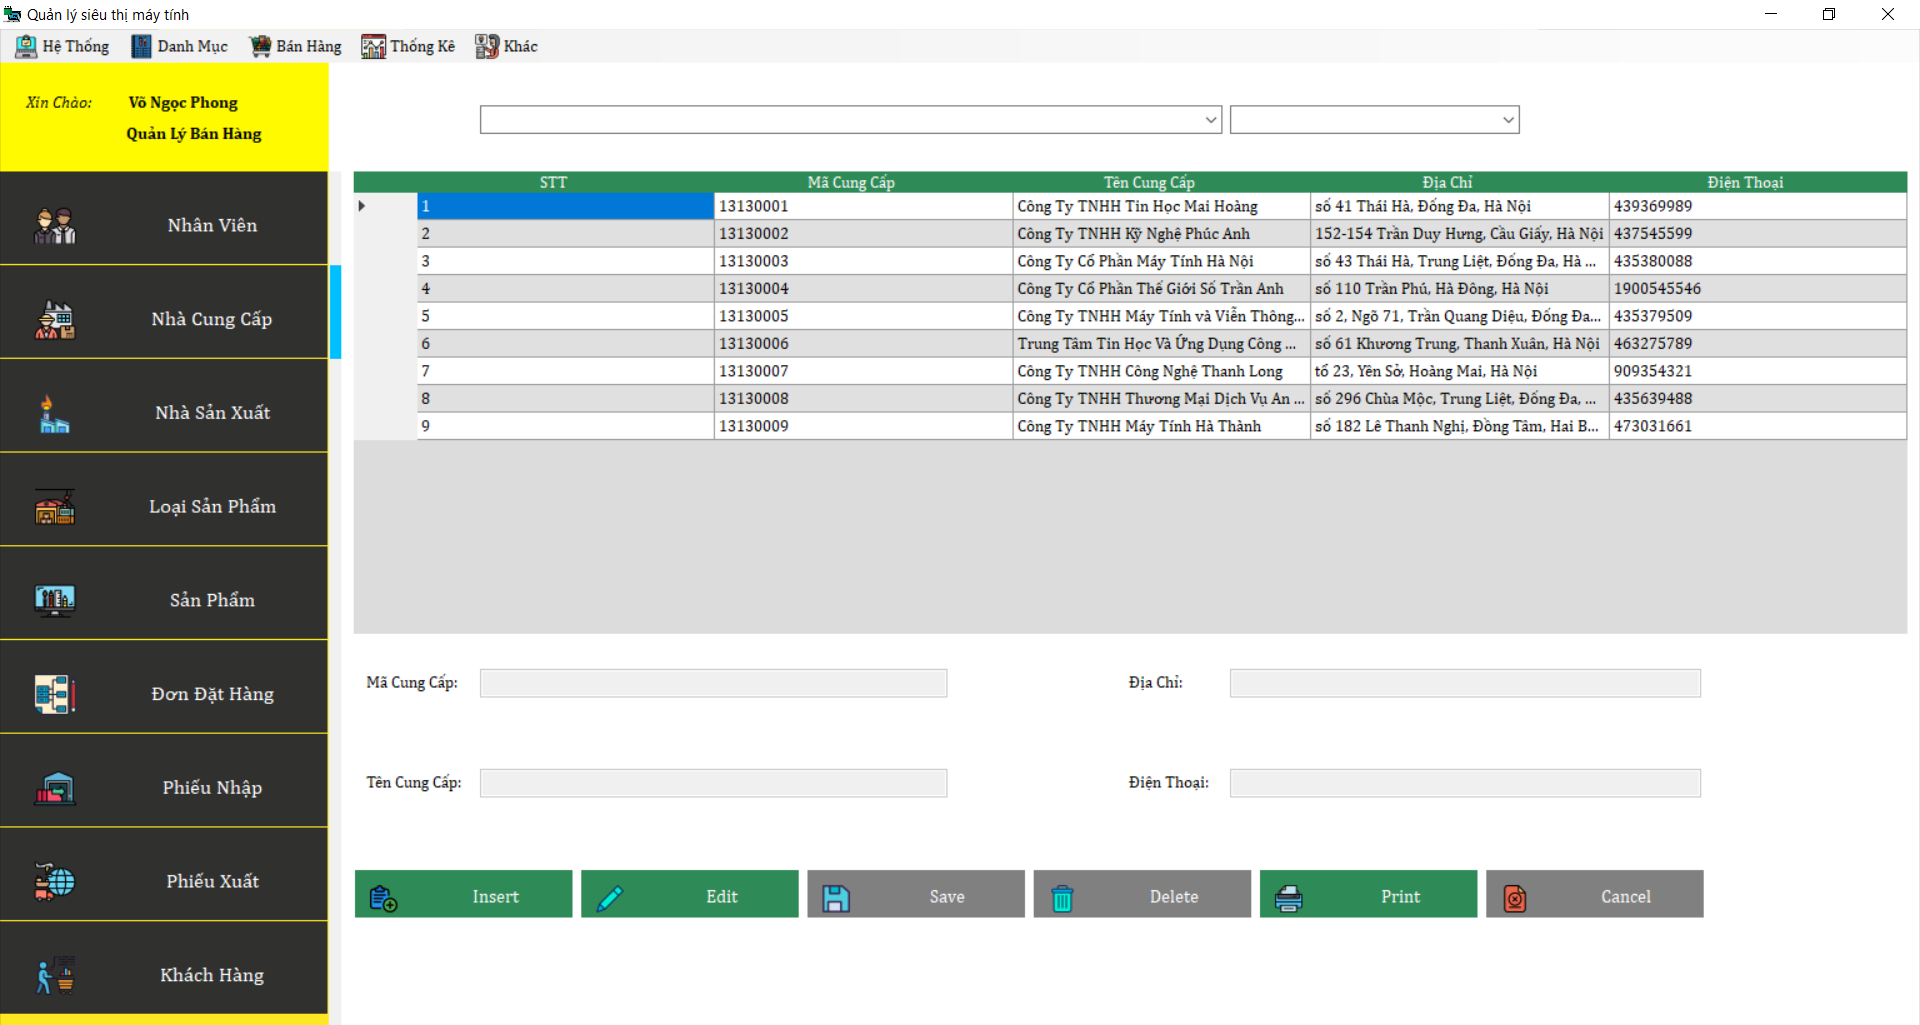 Quản lý siêu thị máy tính
Hệ Thống Danh Mục Bán Hàng Thống Kê Khác
Xin Chào: Võ Ngọc Phong
Quản Lý Bán Hàng
Nhân Viên
Nhà Cung Cấp
Nhà Sản Xuất
Loại Sản Phẩm
Sản Phẩm
Đơn Đặt Hàng
Phiếu Nhập
Phiếu Xuất
Khách Hàng
STT Mã Cung Cấp Tên Cung Cấp Địa Chỉ Điện Thoại
1 13130001 Công Ty TNHH Tin Học Mai Hoàng số 41 Thái Hà, Đống Đa, Hà Nội 439369989
2 13130002 Công Ty TNHH Kỹ Nghệ Phúc Anh 152-154 Trần Duy Hưng, Cầu Giấy, Hà Nội 437545599
3 13130003 Công Ty Cổ Phần Máy Tính Hà Nội số 43 Thái Hà, Trung Liệt, Đống Đa, Hà ... 435380088
4 13130004 Công Ty Cổ Phần Thế Giới Số Trần Anh số 110 Trần Phú, Hà Đông, Hà Nội 1900545546
5 13130005 Công Ty TNHH Máy Tính và Viễn Thông... số 2, Ngõ 71, Trần Quang Diệu, Đống Đa... 435379509
6 13130006 Trung Tâm Tin Học Và Ứng Dụng Công ... số 61 Khương Trung, Thanh Xuân, Hà Nội 463275789
7 13130007 Công Ty TNHH Công Nghệ Thanh Long tổ 23, Yên Sở, Hoàng Mai, Hà Nội 909354321
8 13130008 Công Ty TNHH Thương Mại Dịch Vụ An ... số 296 Chùa Mộc, Trung Liệt, Đống Đa, ... 435639488
9 13130009 Công Ty TNHH Máy Tính Hà Thành số 182 Lê Thanh Nghị, Đồng Tâm, Hai B... 473031661
Mã Cung Cấp: Địa Chỉ:
Tên Cung Cấp: Điện Thoại:
Insert Edit Save Delete Print Cancel